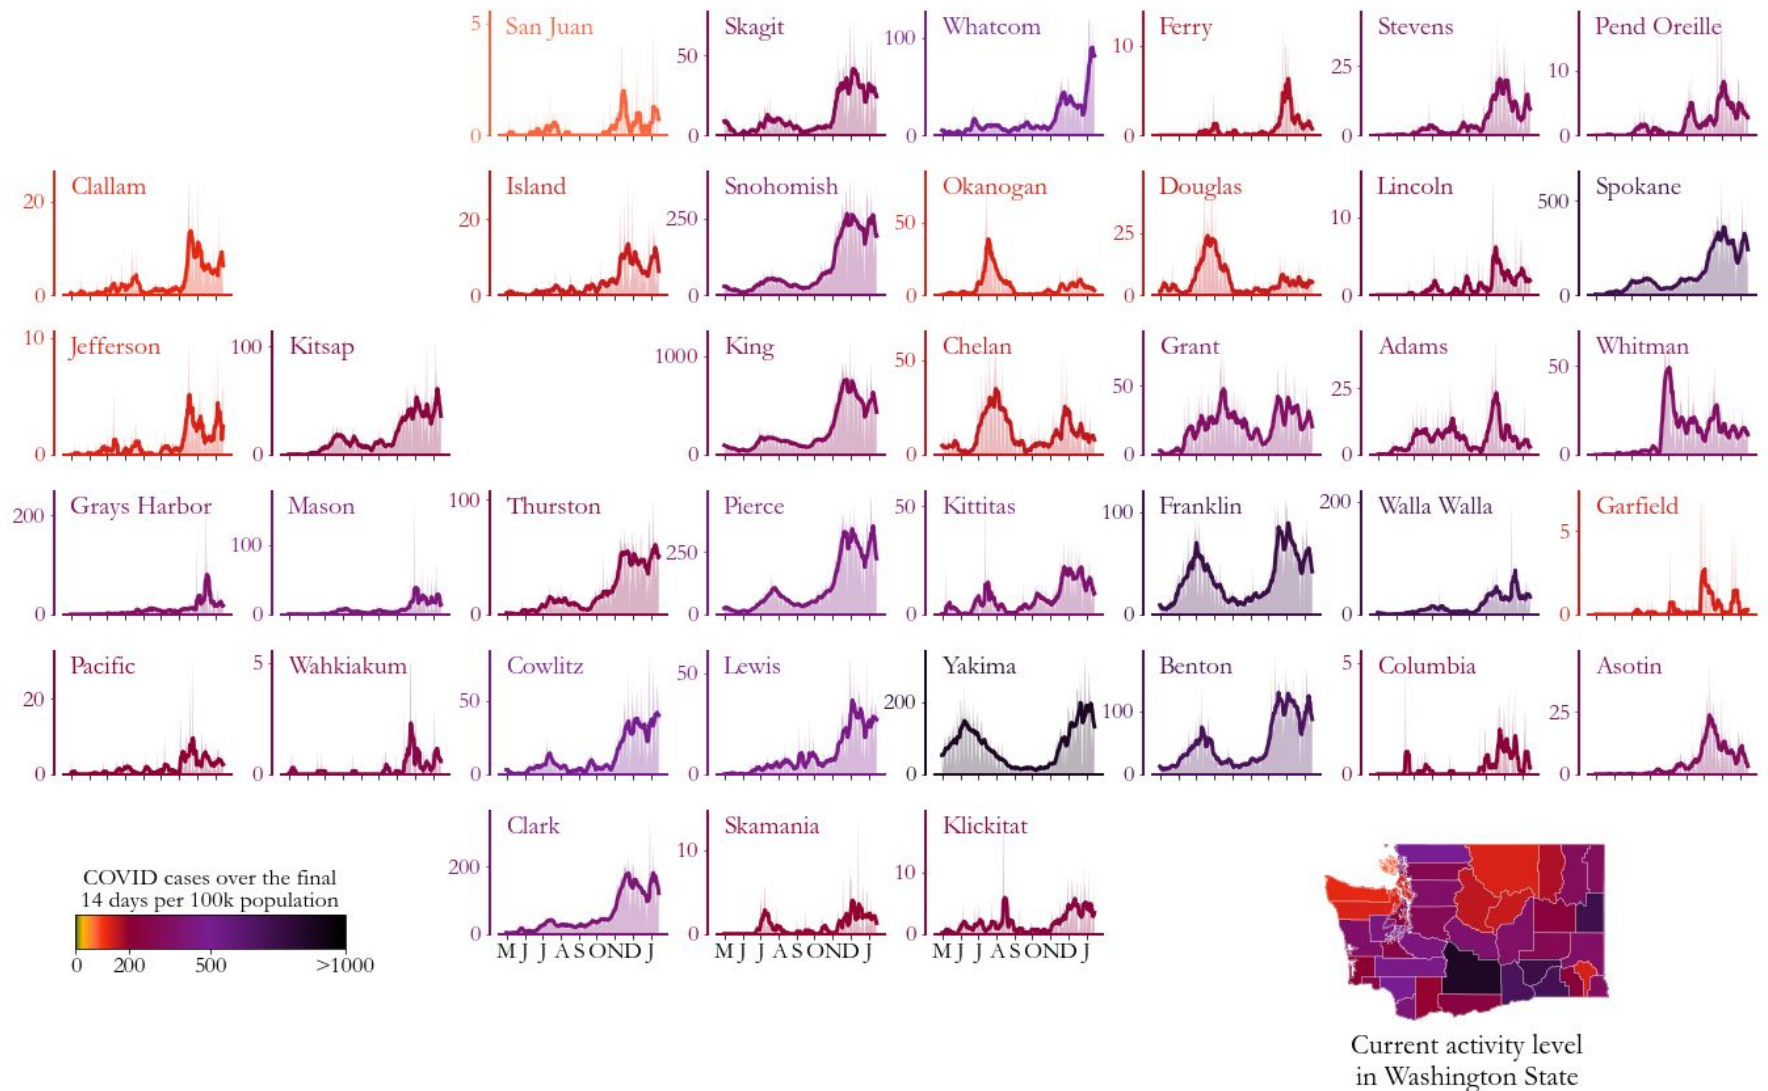 5 San Juan
50 Skagit
100 Whatcom
10 Ferry
25 Stevens
10 Pend Oreille
0 0 0 0 0 0
20 Clallam
20 Island
250 Snohomish
50 Okanogan
25 Douglas
10 Lincoln
500 Spokane
0 0 0 0 0 0 0
10 Jefferson
100 Kitsap
1000 King
50 Chelan
50 Grant
25 Adams
50 Whitman
0 0 0 0 0 0 0
200 Grays Harbor
100 Mason
100 Thurston
250 Pierce
50 Kittitas
100 Franklin
200 Walla Walla
5 Garfield
0 0 0 0 0 0 0 0
20 Pacific
5 Wahkiakum
50 Cowlitz
50 Lewis
200 Yakima
100 Benton
5 Columbia
25 Asotin
0 0 0 0 0 0 0 0
200 Clark
10 Skamania
10 Klickitat
0 0 0
M J J A S O N D J
M J J A S O N D J
M J J A S O N D J
COVID cases over the final
14 days per 100k population
0 200 500 >1000
Current activity level
in Washington State